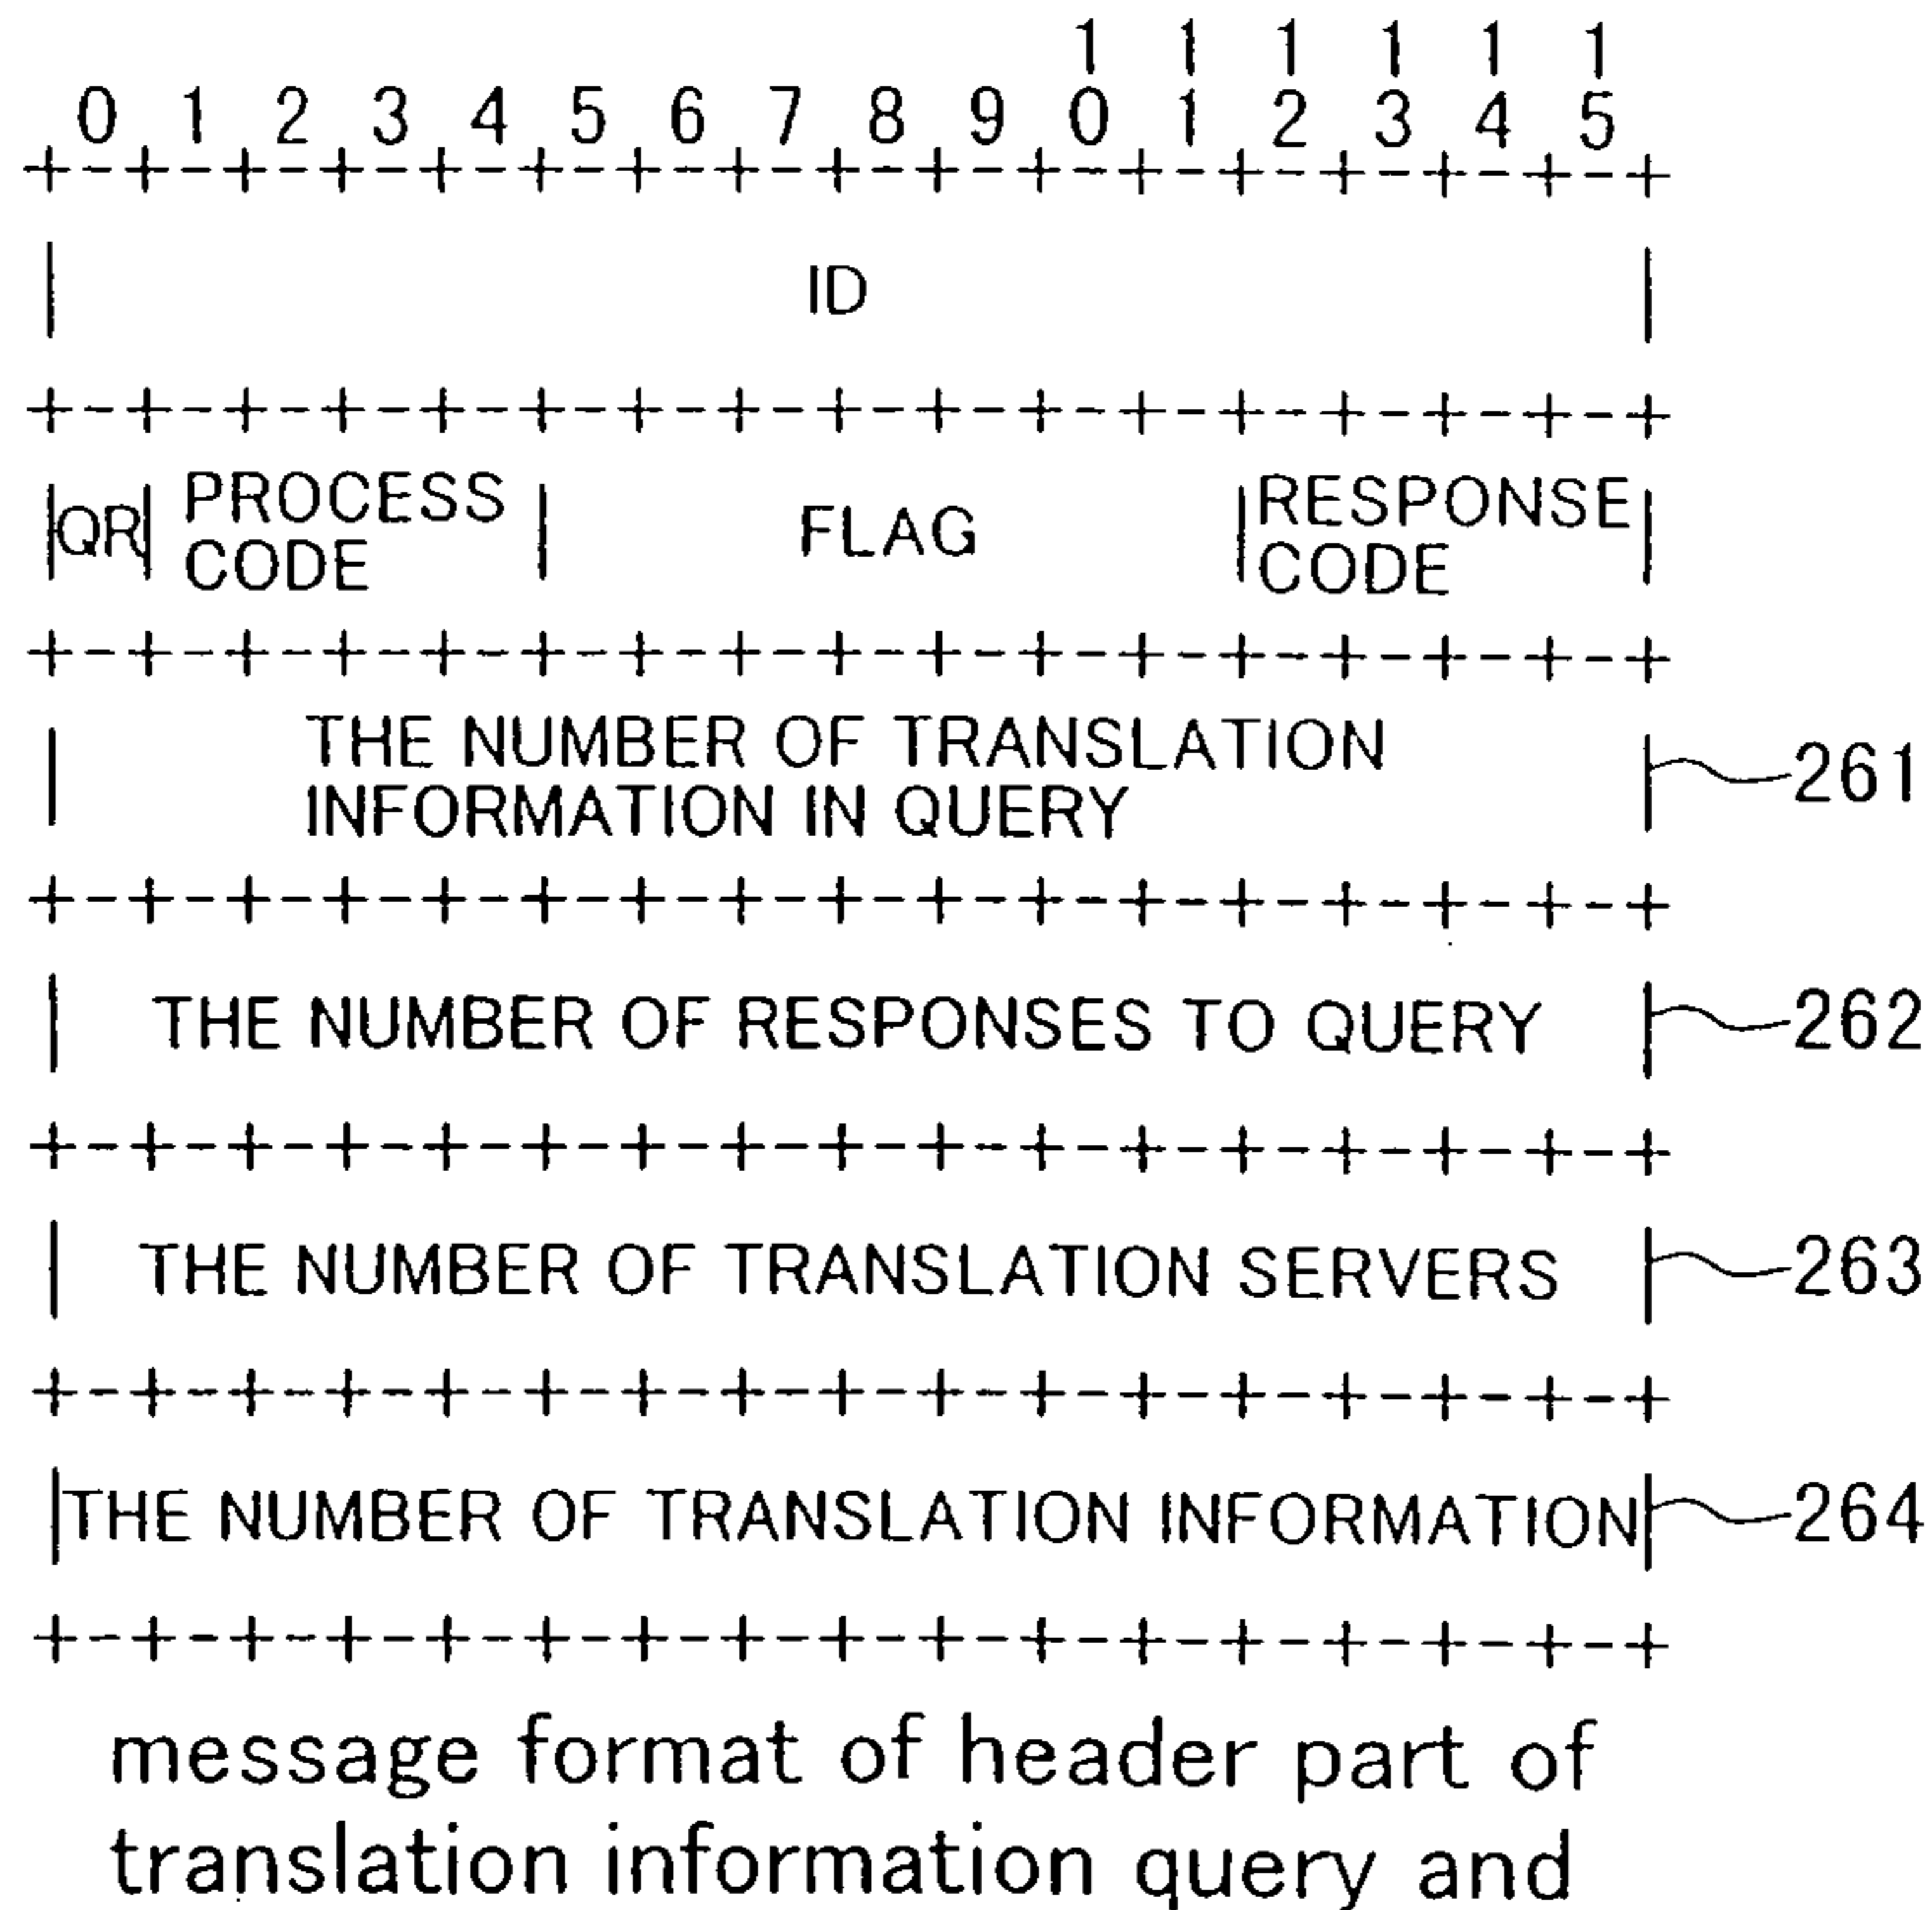 1 1 1 1 1 1
0 1 2 3 4 5 6 7 8 9 0 1 2 3 4 5
+--+--+--+--+--+--+--+--+--+--+--+--+--+--+--+--+
| ID |
+--+--+--+--+--+--+--+--+--+--+--+--+--+--+--+--+
|QR| PROCESS CODE | FLAG | RESPONSE CODE |
+--+--+--+--+--+--+--+--+--+--+--+--+--+--+--+--+
| THE NUMBER OF TRANSLATION
INFORMATION IN QUERY | 261
+--+--+--+--+--+--+--+--+--+--+--+--+--+--+--+--+
| THE NUMBER OF RESPONSES TO QUERY | 262
+--+--+--+--+--+--+--+--+--+--+--+--+--+--+--+--+
| THE NUMBER OF TRANSLATION SERVERS | 263
+--+--+--+--+--+--+--+--+--+--+--+--+--+--+--+--+
|THE NUMBER OF TRANSLATION INFORMATION| 264
+--+--+--+--+--+--+--+--+--+--+--+--+--+--+--+--+
message format of header part of
translation information query and